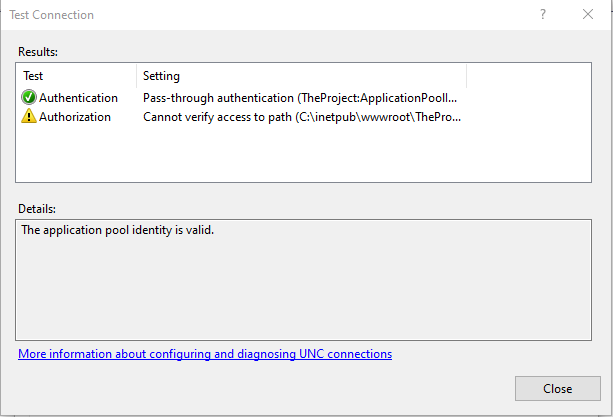 Test Connection
?
Results:
Test Setting
Authentication Pass-through authentication (TheProject:ApplicationPoolI...
Authorization Cannot verify access to path (C:\inetpub\wwwroot\ThePro...
Details:
The application pool identity is valid.
More information about configuring and diagnosing UNC connections
Close